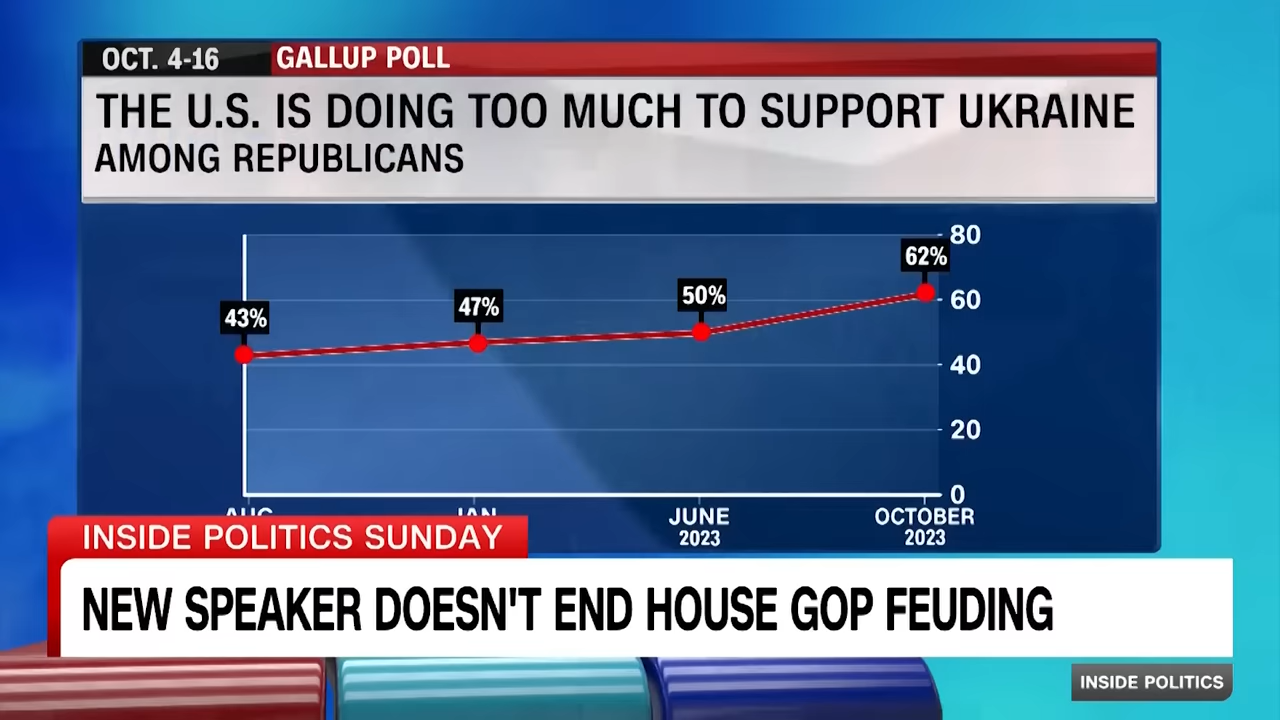 OCT. 4-16 GALLUP POLL
THE U.S. IS DOING TOO MUCH TO SUPPORT UKRAINE
AMONG REPUBLICANS
80
62%
60
50%
47%
43%
40
20
0
AUG JAN JUNE OCTOBER
2023 2023
INSIDE POLITICS SUNDAY
NEW SPEAKER DOESN'T END HOUSE GOP FEUDING
INSIDE POLITICS